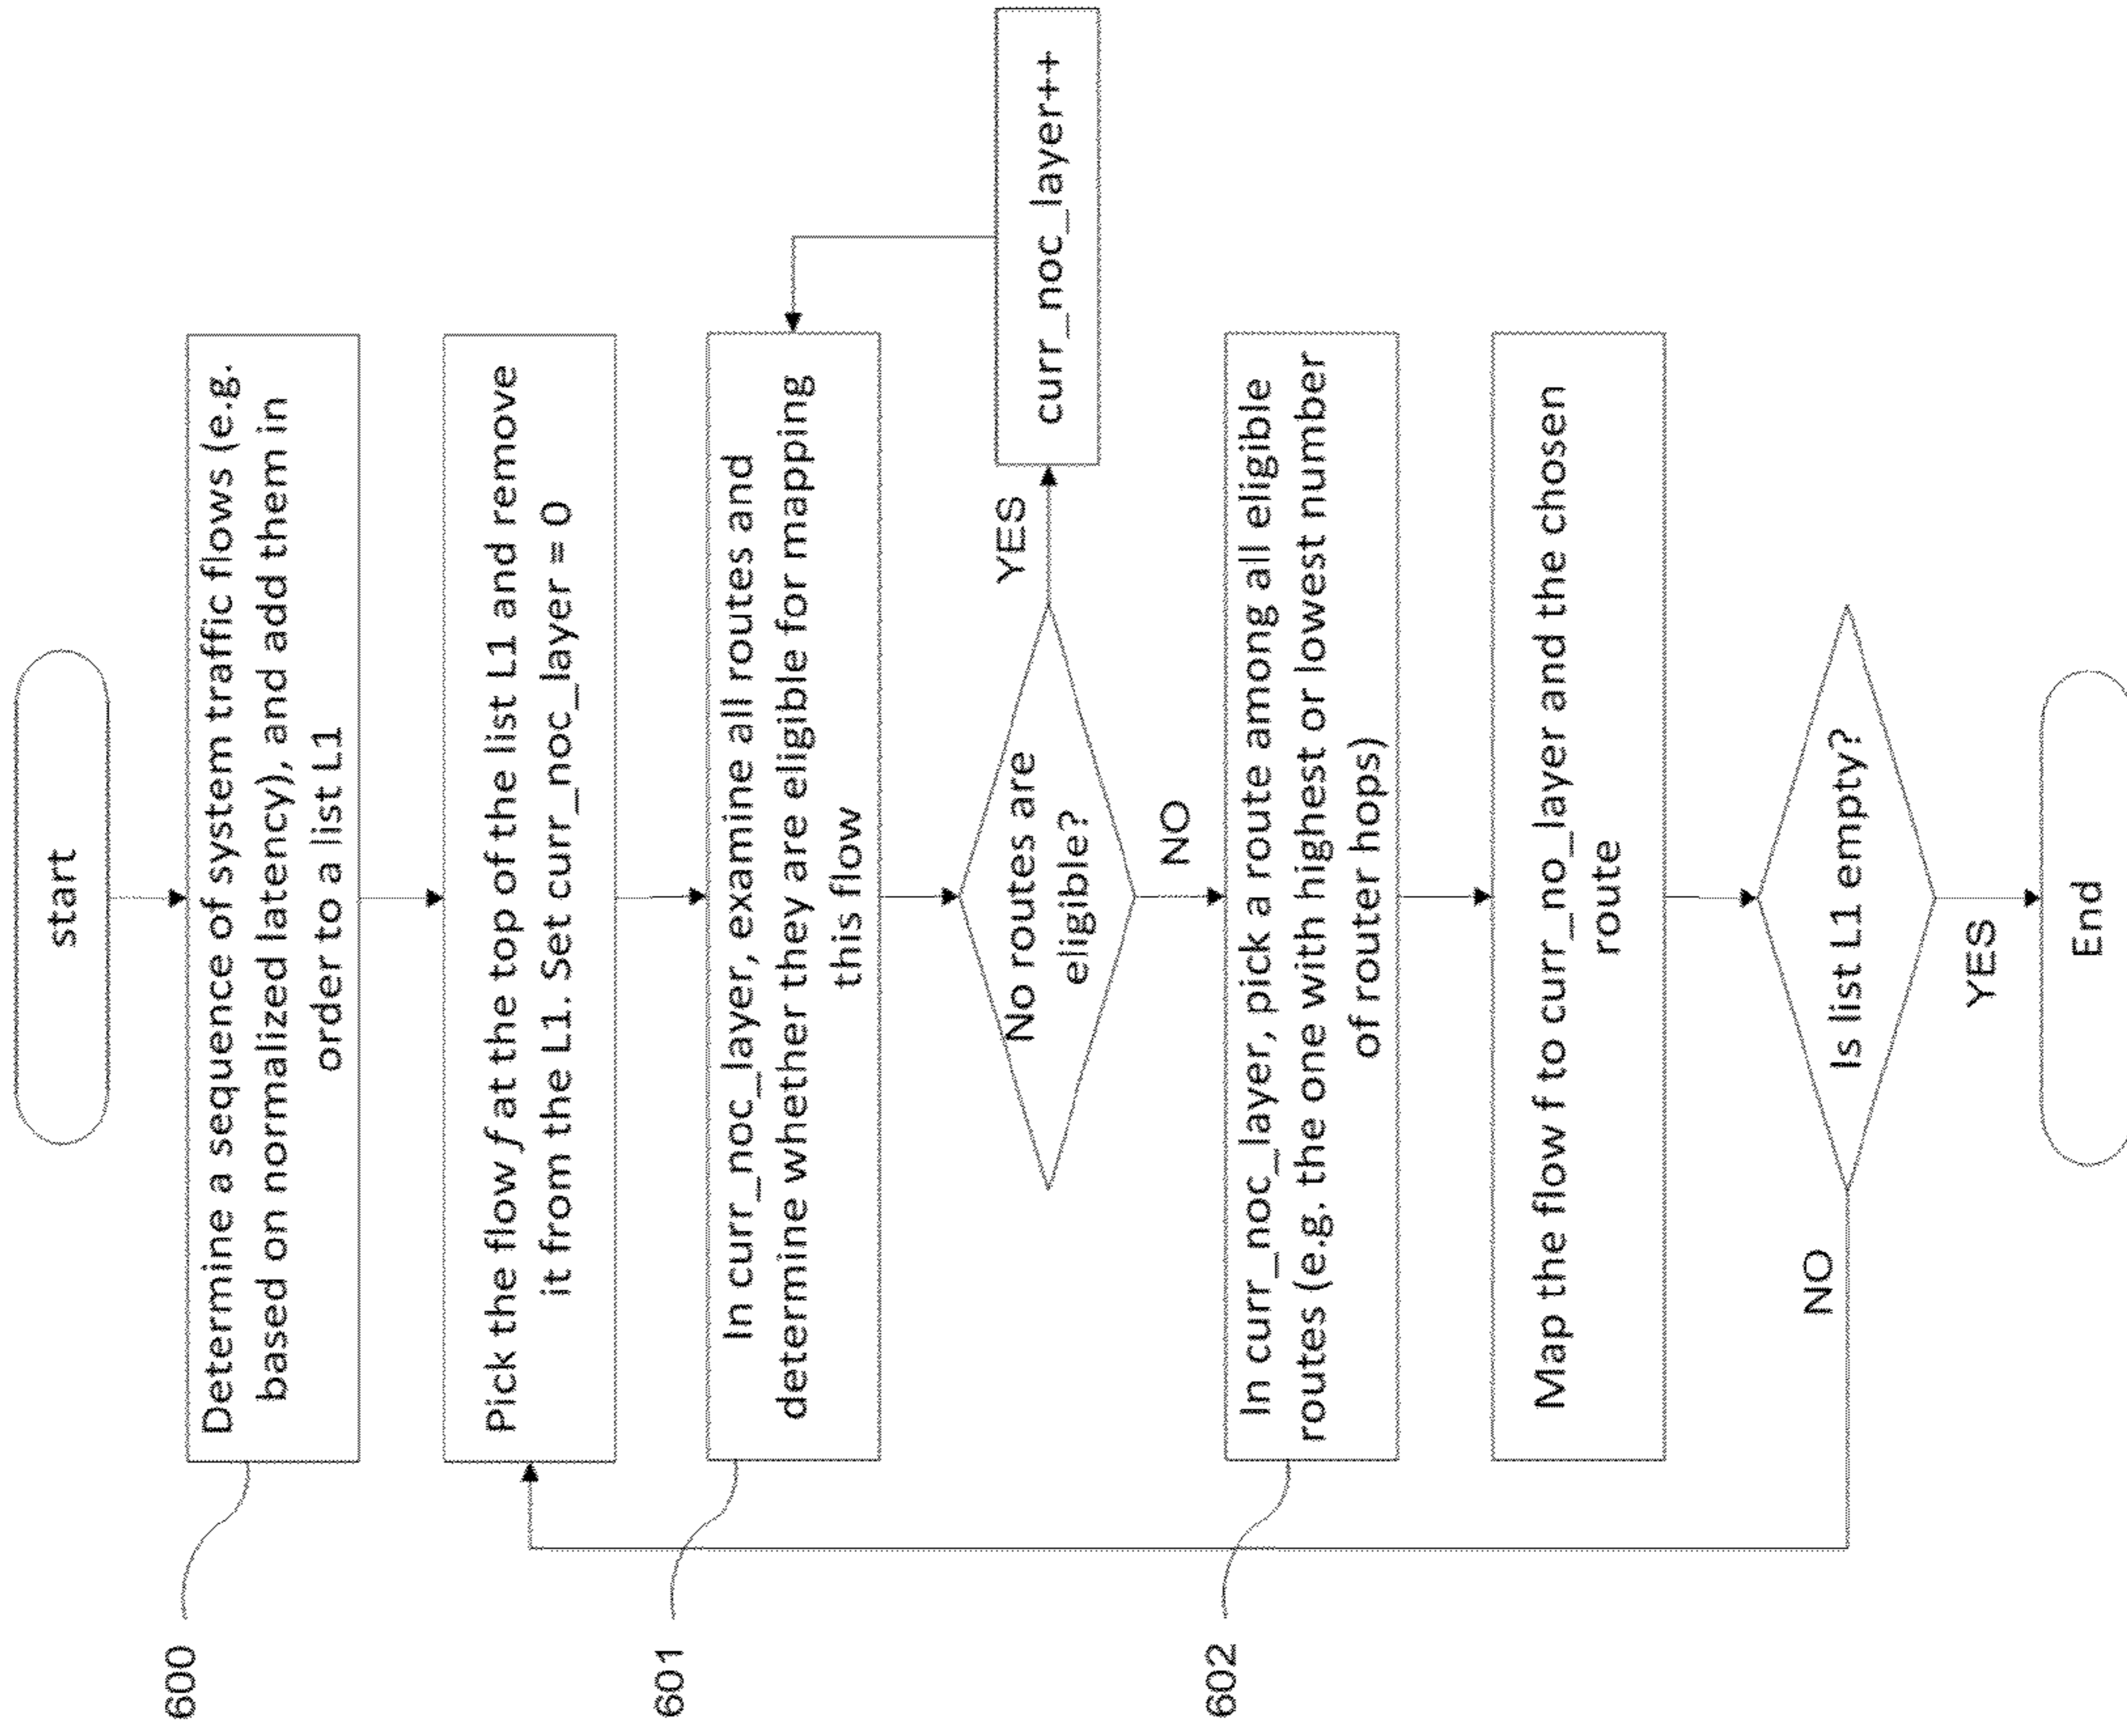 start
600
Determine a sequence of system traffic flows (e.g.
based on normalized latency), and add them in
order to a list L1
Pick the flow f at the top of the list L1 and remove
it from the L1. Set curr_noc_layer = 0
601
In curr_noc_layer, examine all routes and
determine whether they are eligible for mapping
this flow
No routes are
eligible?
YES
curr_noc_layer++
NO
602
In curr_noc_layer, pick a route among all eligible
routes (e.g. the one with highest or lowest number
of router hops)
Map the flow f to curr_no_layer and the chosen
route
Is list L1 empty?
NO
YES
End